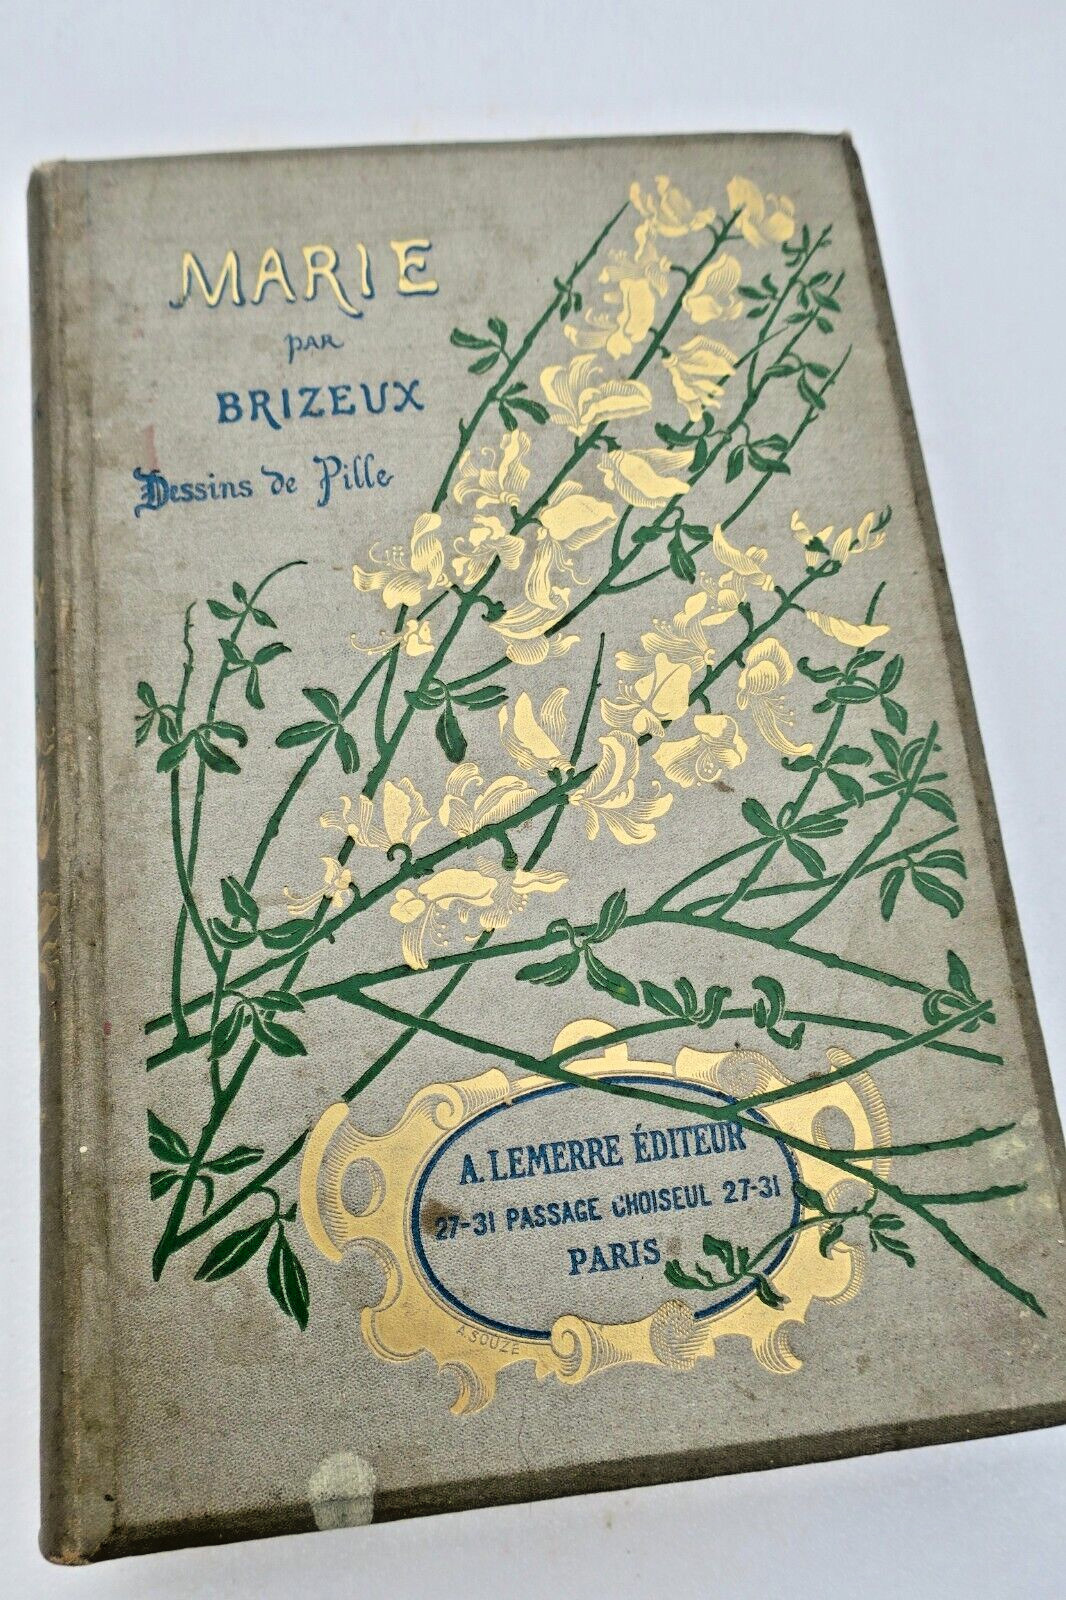 MARIE
PAR
BRIZEUX
Dessins de Pille
A. LEMERRE ÉDITEUR
27-31 PASSAGE CHOISEUL 27-31
PARIS
A. SOUZE